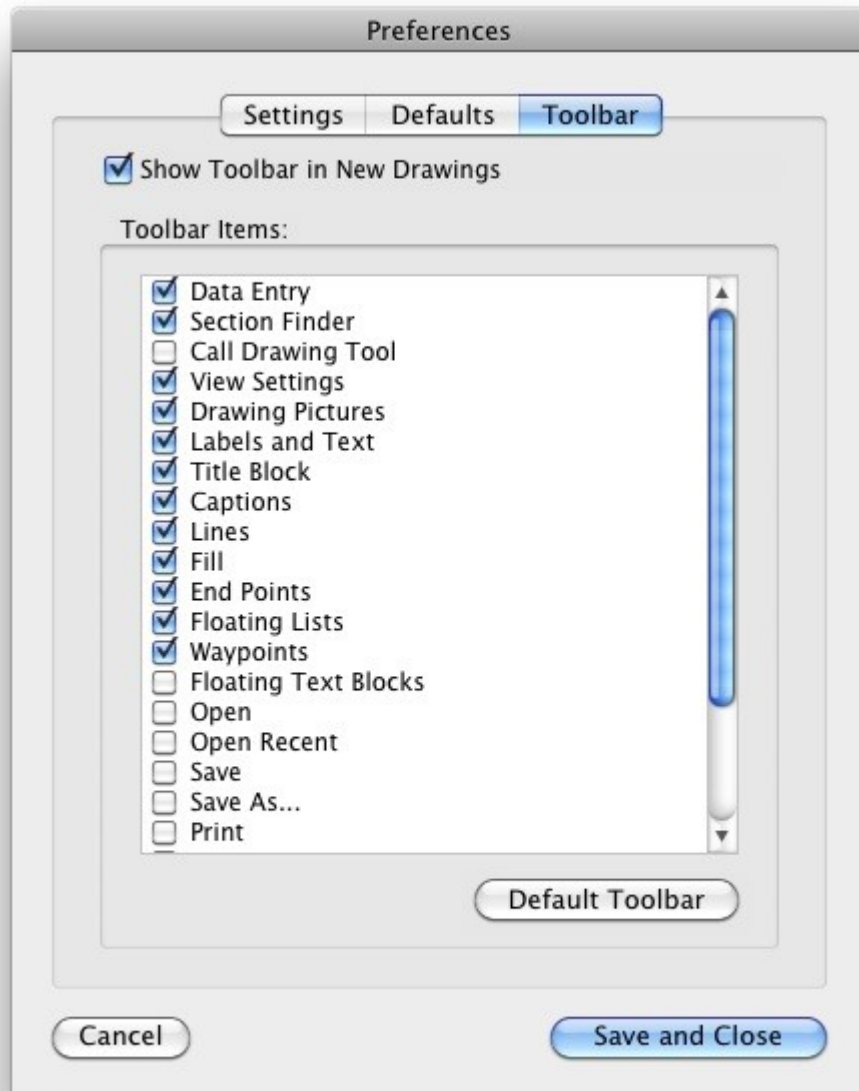 Preferences
Settings Defaults Toolbar
Show Toolbar in New Drawings
Toolbar Items:
Data Entry
Section Finder
Call Drawing Tool
View Settings
Drawing Pictures
Labels and Text
Title Block
Captions
Lines
Fill
End Points
Floating Lists
Waypoints
Floating Text Blocks
Open
Open Recent
Save
Save As...
Print
Default Toolbar
Cancel Save and Close